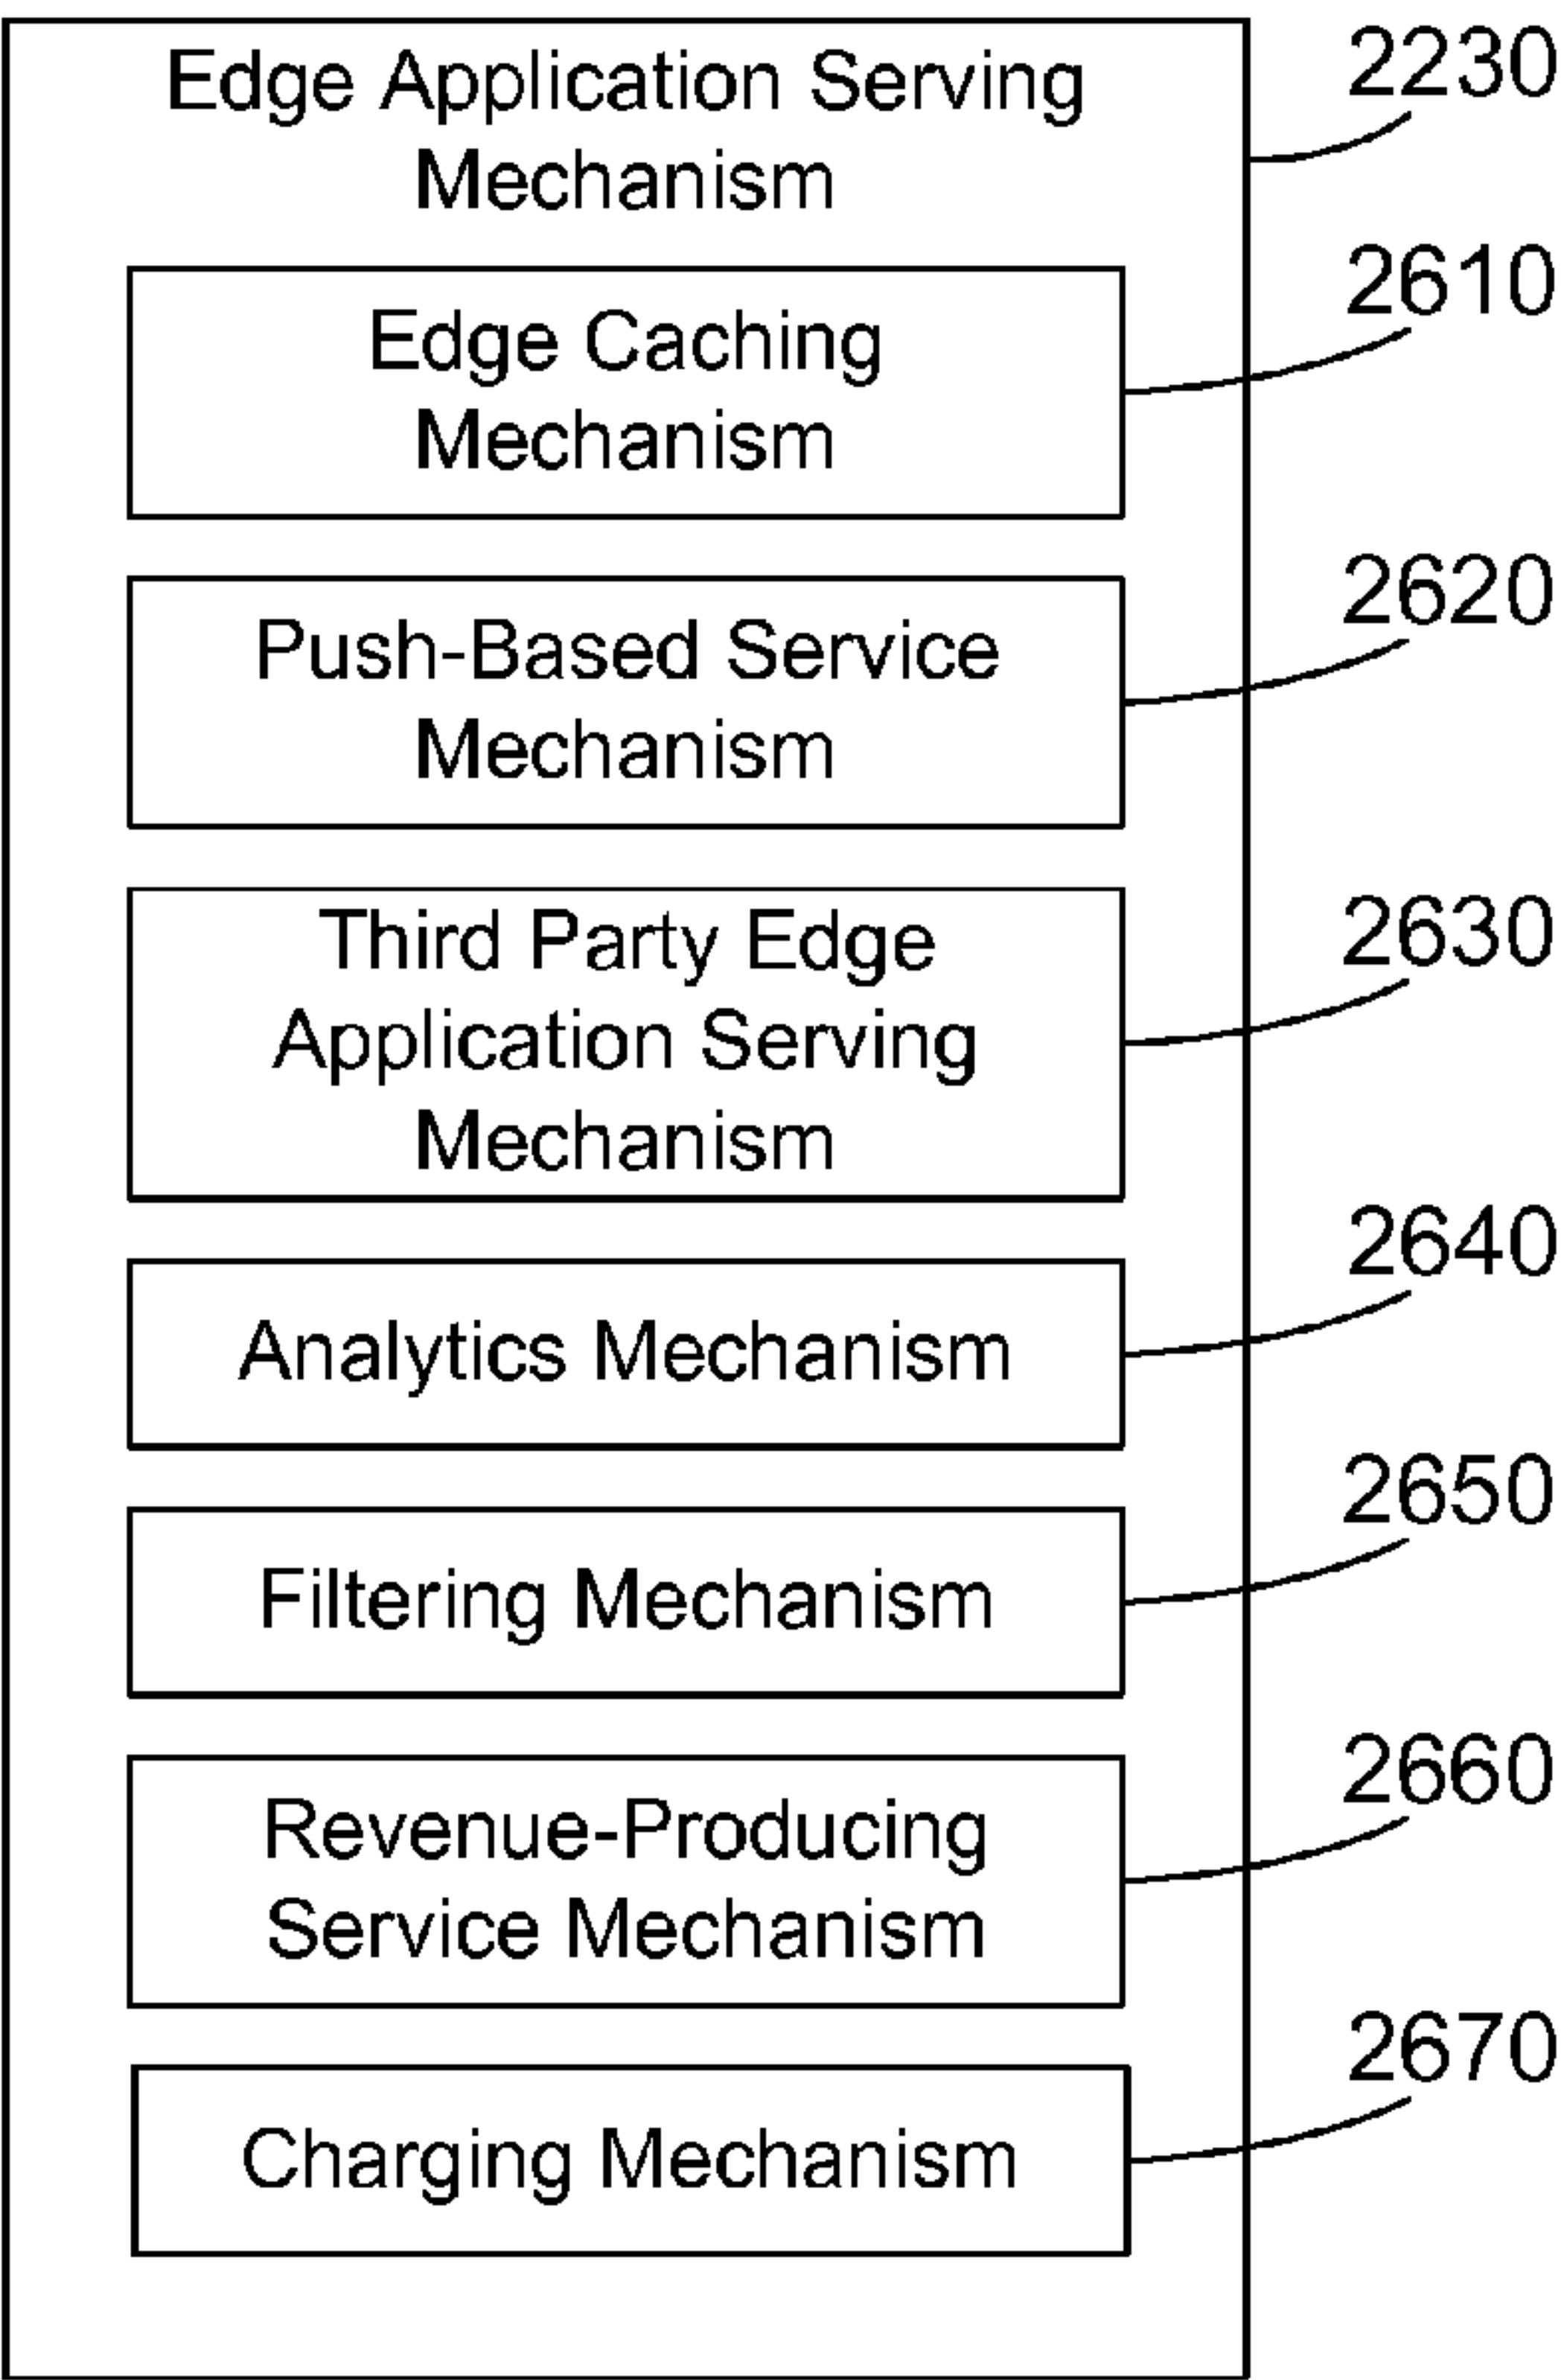 Edge Application Serving
Mechanism
2230
Edge Caching
Mechanism
2610
Push-Based Service
Mechanism
2620
Third Party Edge
Application Serving
Mechanism
2630
Analytics Mechanism
2640
Filtering Mechanism
2650
Revenue-Producing
Service Mechanism
2660
Charging Mechanism
2670